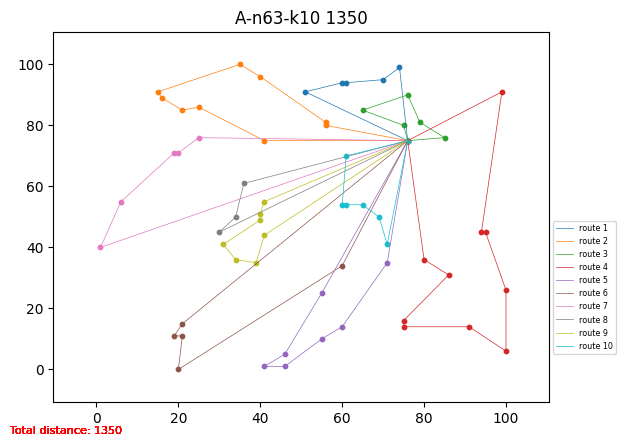 A-n63-k10 1350
100
80
60
40
20
0
0 20 40 60 80 100
route 1
route 2
route 3
route 4
route 5
route 6
route 7
route 8
route 9
route 10
Total distance: 1350